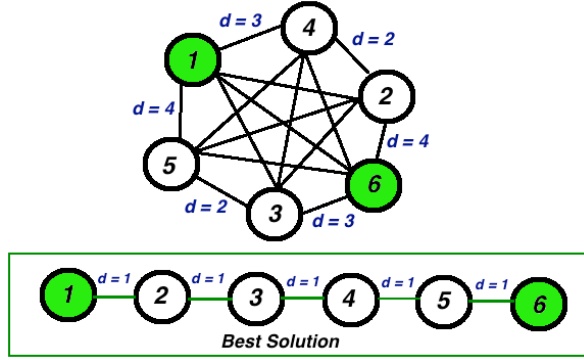 d = 3
4
d = 2
1
2
d = 4
d = 4
5
6
d = 2
3
d = 3
1
d = 1
2
d = 1
3
d = 1
4
d = 1
5
d = 1
6
Best Solution